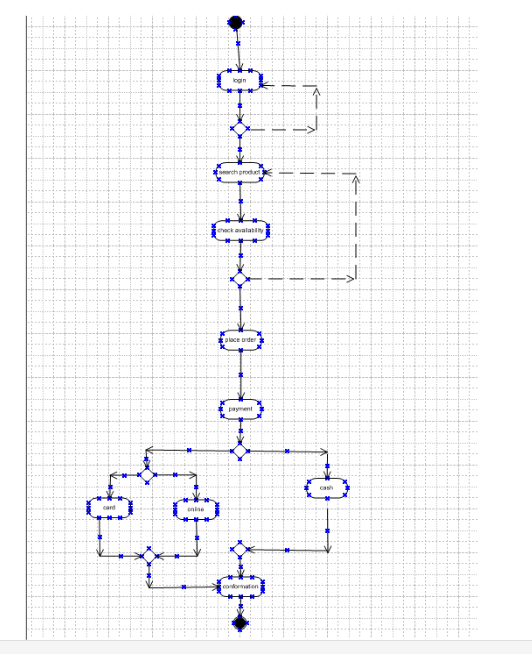 login
search product
check availability
place order
payment
cash
card
online
conformation